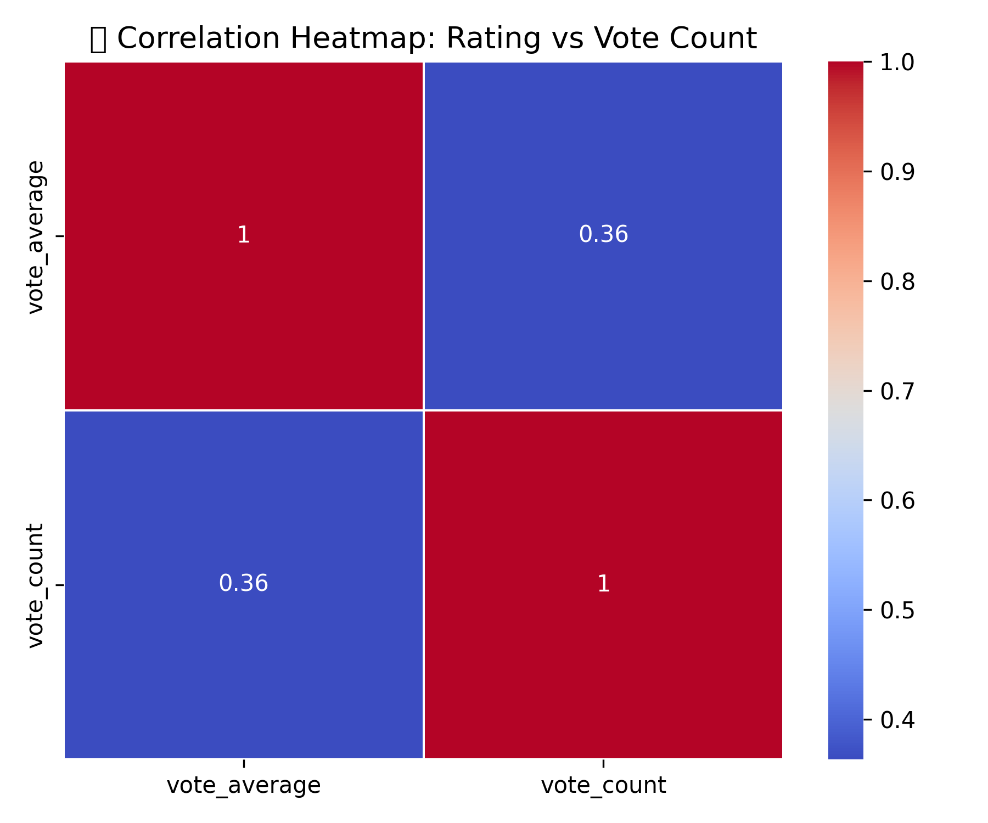 ▯ Correlation Heatmap: Rating vs Vote Count
1.0
0.9
0.8
0.7
0.6
0.5
0.4
vote_average
1
0.36
vote_count
0.36
1
vote_average
vote_count